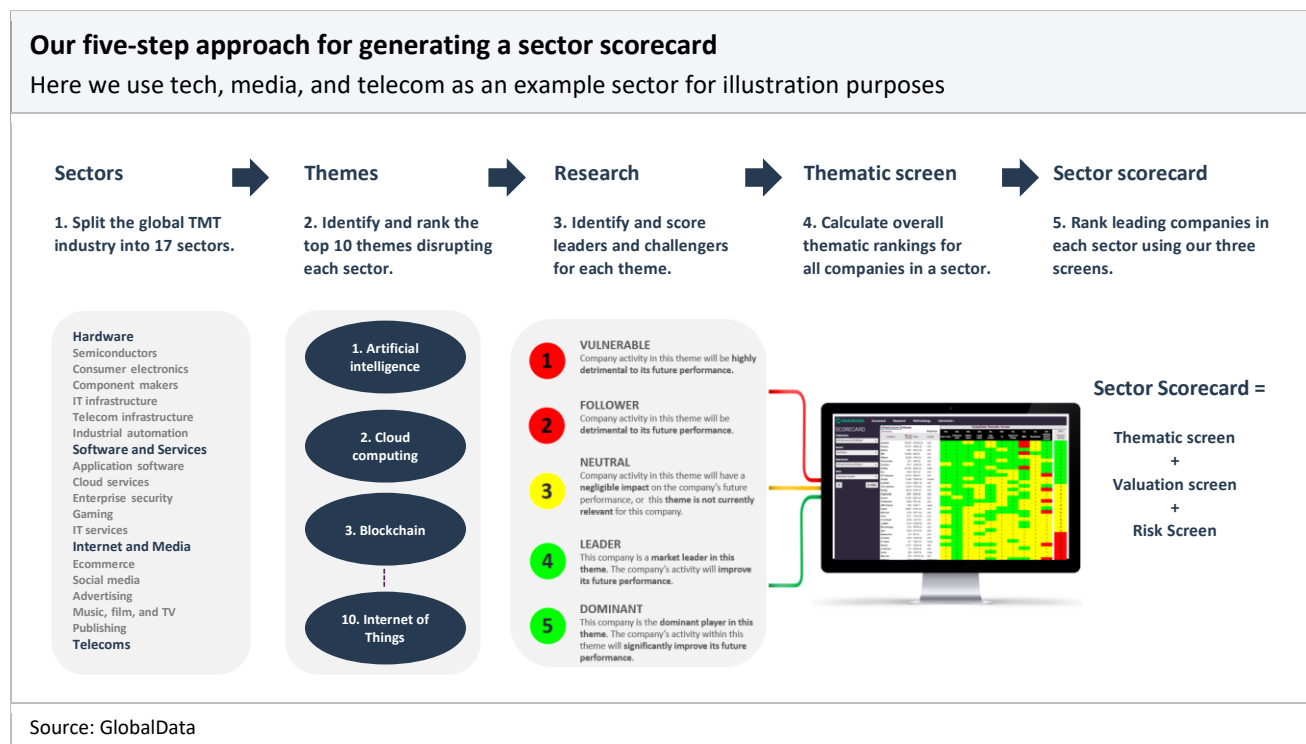 Our five-step approach for generating a sector scorecard
Here we use tech, media, and telecom as an example sector for illustration purposes
Sectors
Themes
Research
Thematic screen
Sector scorecard
1. Split the global TMT
industry into 17 sectors.
2. Identify and rank the
top 10 themes disrupting
each sector.
3. Identify and score
leaders and challengers
for each theme.
4. Calculate overall
thematic rankings for
all companies in a sector.
5. Rank leading companies in
each sector using our three
screens.
Hardware
Semiconductors
Consumer electronics
Component makers
IT infrastructure
Telecom infrastructure
Industrial automation
Software and Services
Application software
Cloud services
Enterprise security
Gaming
IT services
Internet and Media
Ecommerce
Social media
Advertising
Music, film, and TV
Publishing
Telecoms
1. Artificial
intelligence
2. Cloud
computing
3. Blockchain
10. Internet of
Things
1
VULNERABLE
Company activity in this theme will be highly
detrimental to its future performance.
2
FOLLOWER
Company activity in this theme will be
detrimental to its future performance.
3
NEUTRAL
Company activity in this theme will have a
negligible impact on the company's future
performance, or this theme is not currently
relevant for this company.
4
LEADER
This company is a market leader in this
theme. The company's activity will improve
its future performance.
5
DOMINANT
This company is the dominant player in this
theme. The company's activity within this
theme will significantly improve its future
performance.
SCORECARD
Sector Scorecard =
Thematic screen
+
Valuation screen
+
Risk Screen
Source: GlobalData